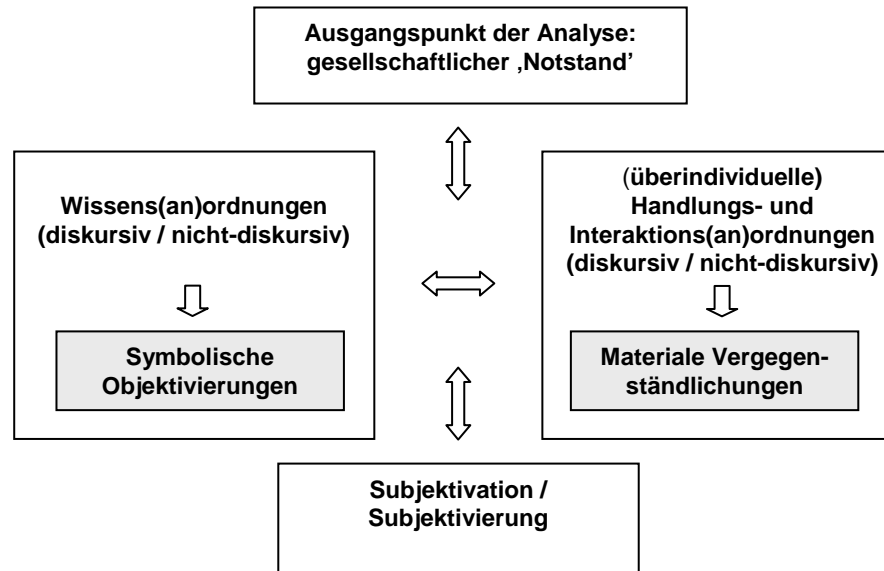 Ausgangspunkt der Analyse:
gesellschaftlicher ‚Notstand’
Wissens(an)ordnungen
(diskursiv / nicht-diskursiv)
Symbolische
Objektivierungen
(überindividuelle)
Handlungs- und
Interaktions(an)ordnungen
(diskursiv / nicht-diskursiv)
Materiale Vergegen-
ständlichungen
Subjektivation /
Subjektivierung